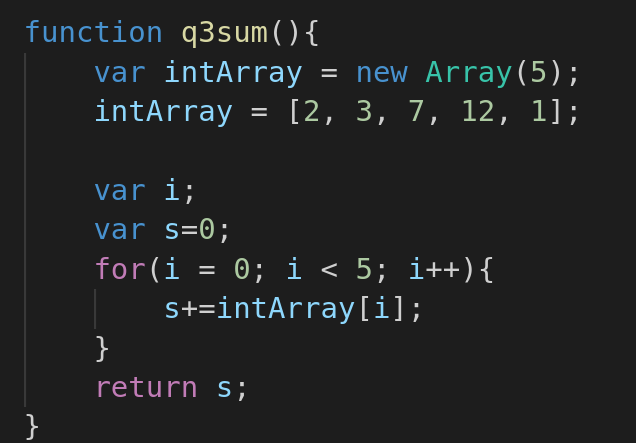 function q3sum(){
    var intArray = new Array(5);
    intArray = [2, 3, 7, 12, 1];

    var i;
    var s=0;
    for(i = 0; i < 5; i++){
        s+=intArray[i];
    }
    return s;
}